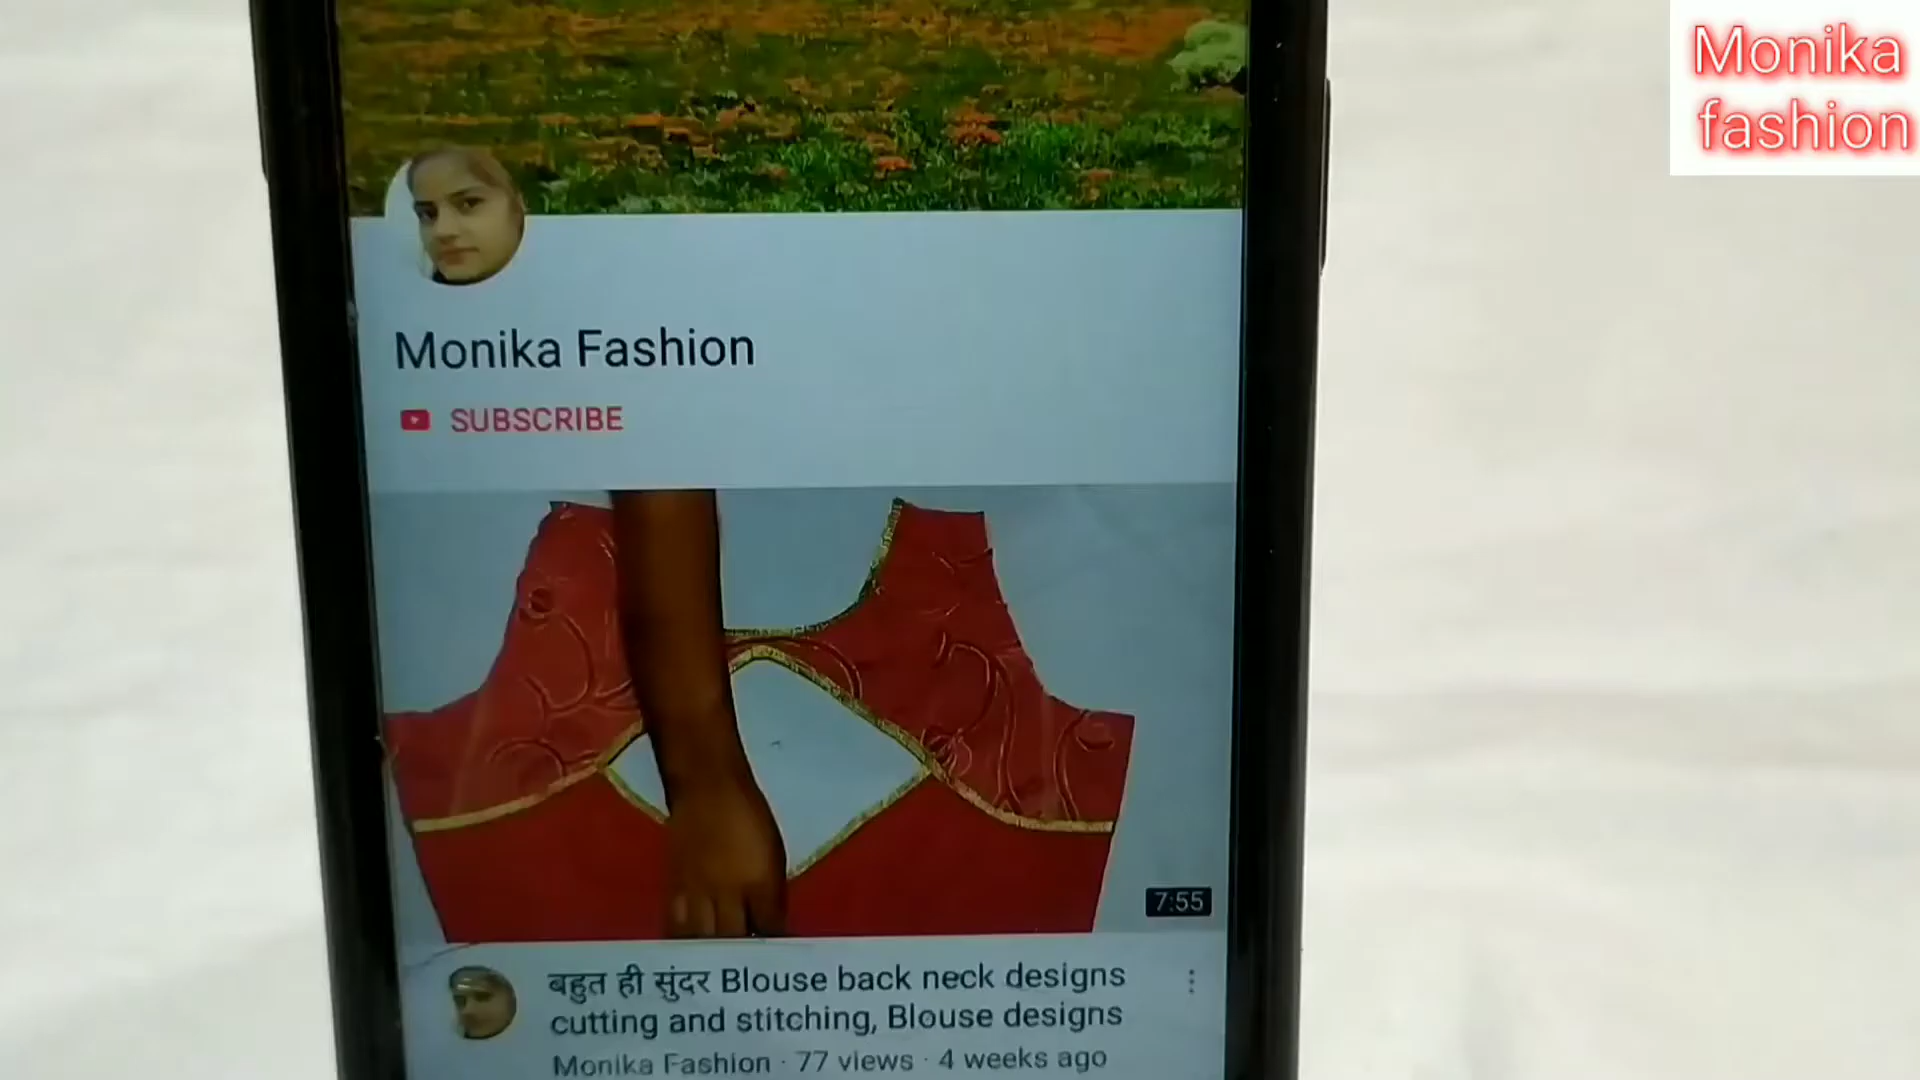 Monika
fashion
Monika Fashion
SUBSCRIBE
7:55
बहुत ही सुंदर Blouse back neck designs
cutting and stitching, Blouse designs
Monika Fashion · 77 views · 4 weeks ago